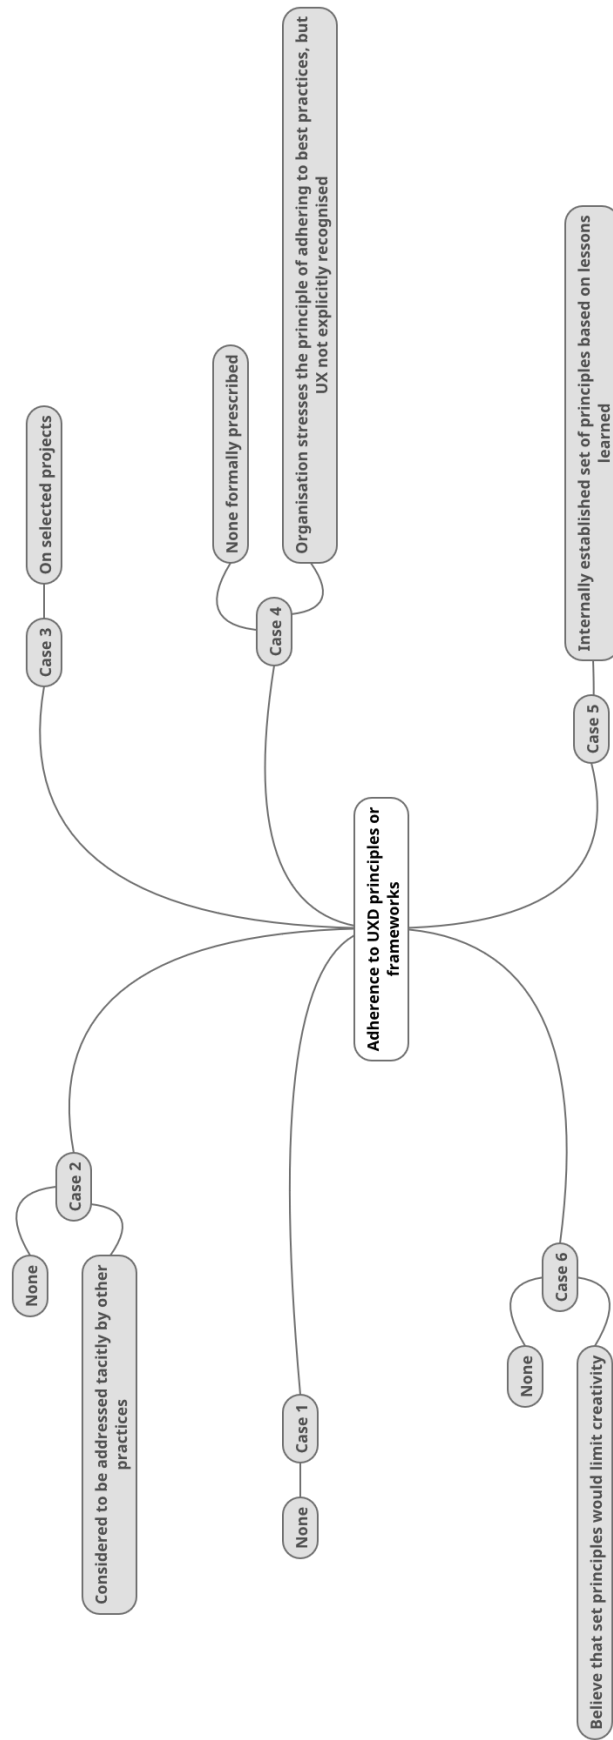 Case 3
On selected projects
None formally prescribed
Case 4
Organisation stresses the principle of adhering to best practices, but
UX not explicitly recognised
Case 5
Internally established set of principles based on lessons
learned
Adherence to UXD principles or
frameworks
None
Case 2
Considered to be addressed tacitly by other
practices
None
Case 1
None
Case 6
Believe that set principles would limit creativity